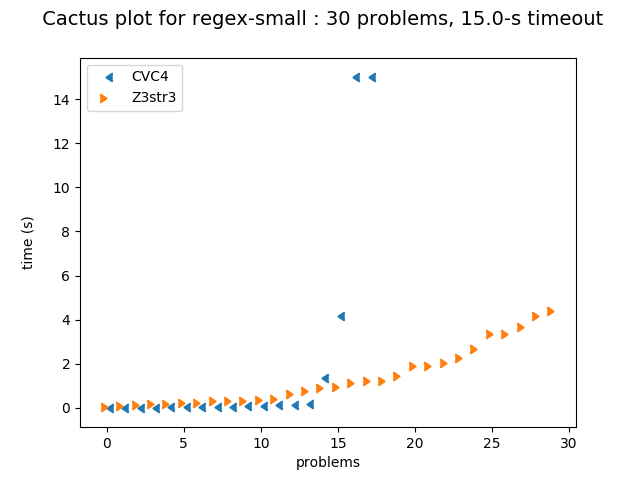 Cactus plot for regex-small : 30 problems, 15.0-s timeout
CVC4
Z3str3
14
12
10
8
6
4
2
0
time (s)
0 5 10 15 20 25 30
problems